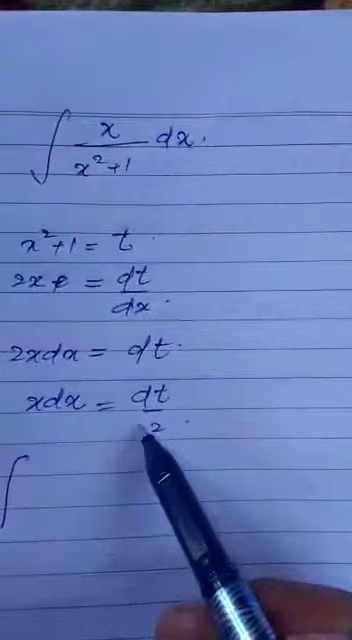 ∫ x/(x²+1) dx.
x²+1 = t.
2x = dt/dx.
2xdx = dt.
xdx = dt/2.
∫